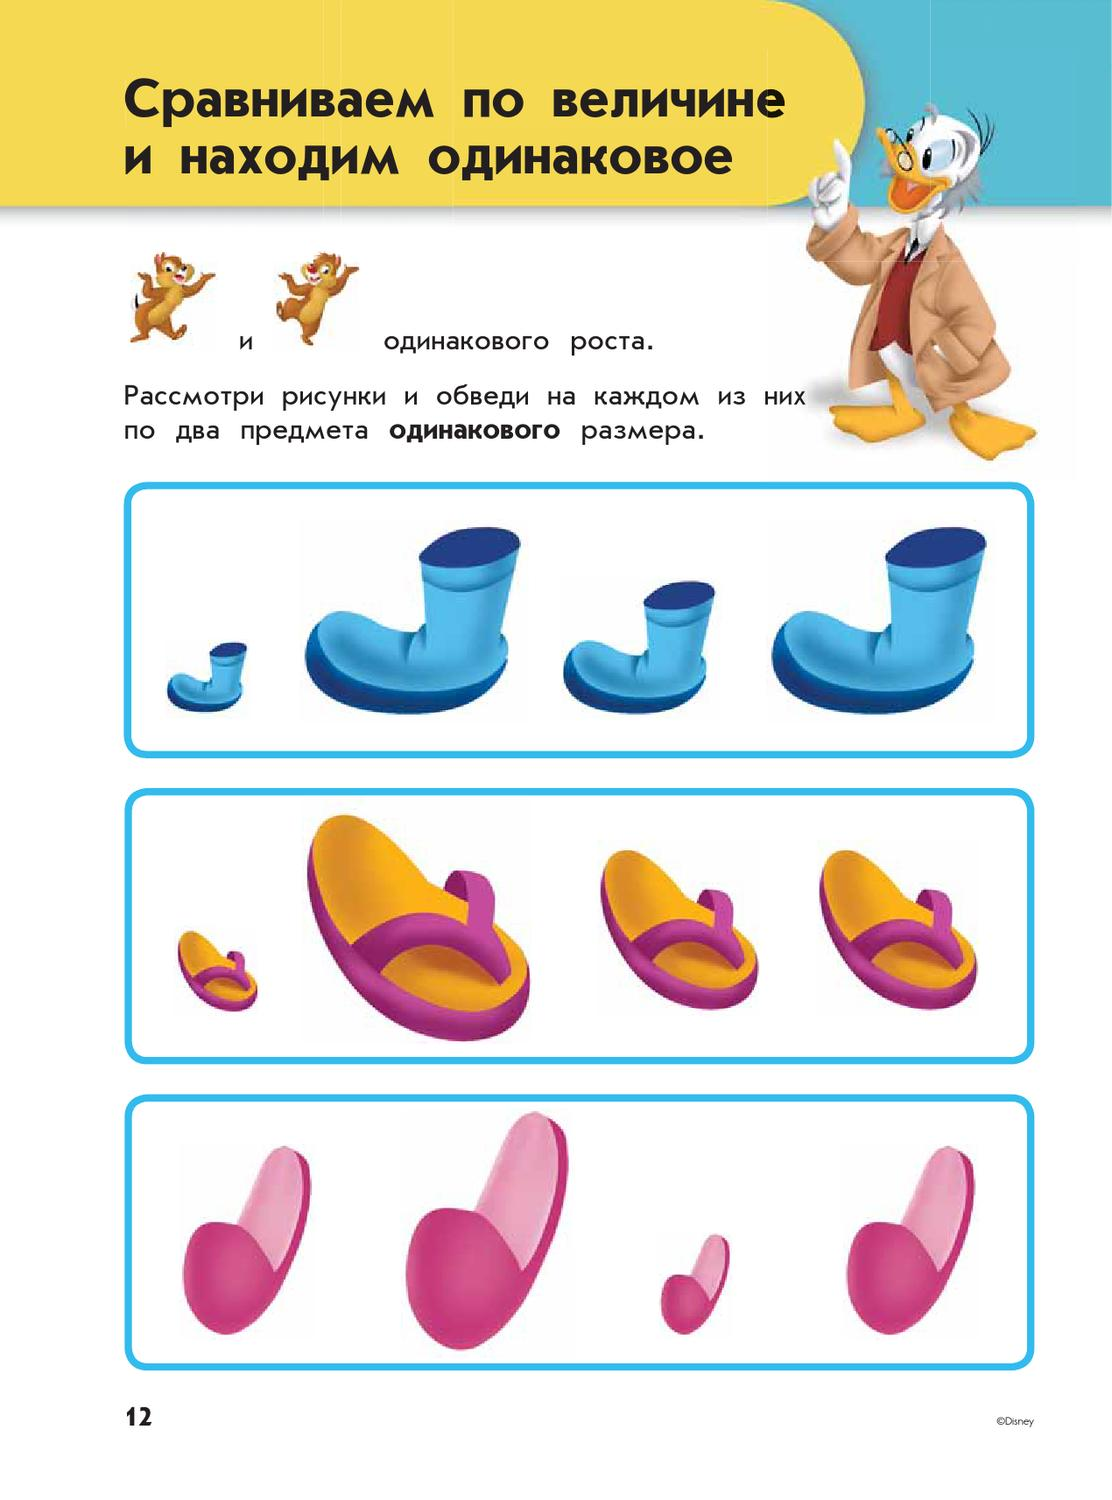 Сравниваем по величине
и находим одинаковое
и одинакового роста.
Рассмотри рисунки и обведи на каждом из них
по два предмета одинакового размера.
12
©Disney